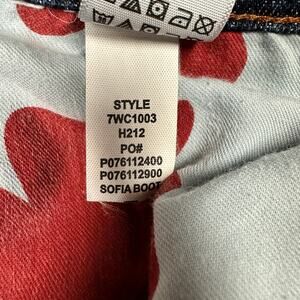 STYLE
7WC1003
H212
PO#
P076112400
P076112900
SOFIA BOOT